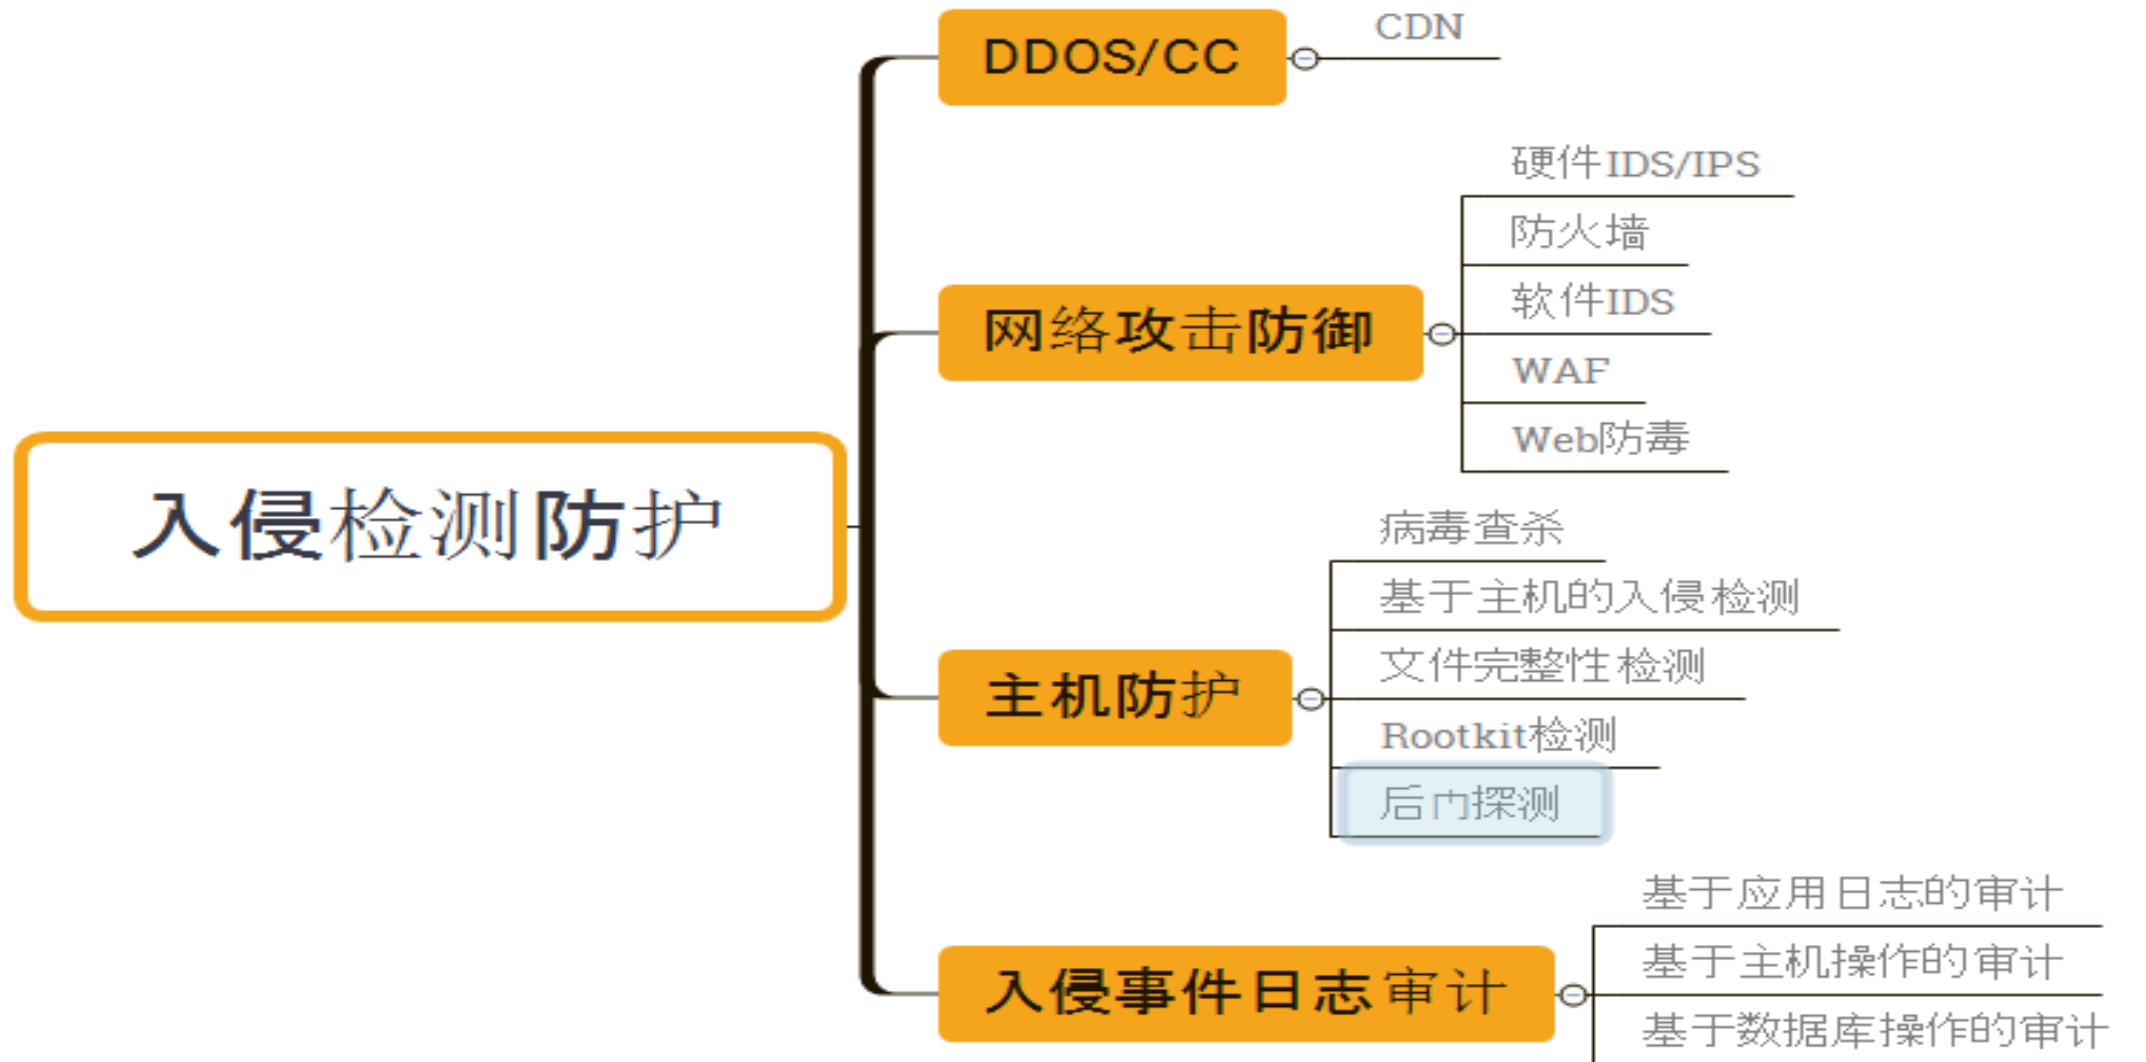 DDOS/CC
CDN
网络攻击防御
硬件IDS/IPS
防火墙
软件IDS
WAF
Web防毒
入侵检测防护
主机防护
病毒查杀
基于主机的入侵检测
文件完整性检测
Rootkit检测
后门探测
入侵事件日志审计
基于应用日志的审计
基于主机操作的审计
基于数据库操作的审计